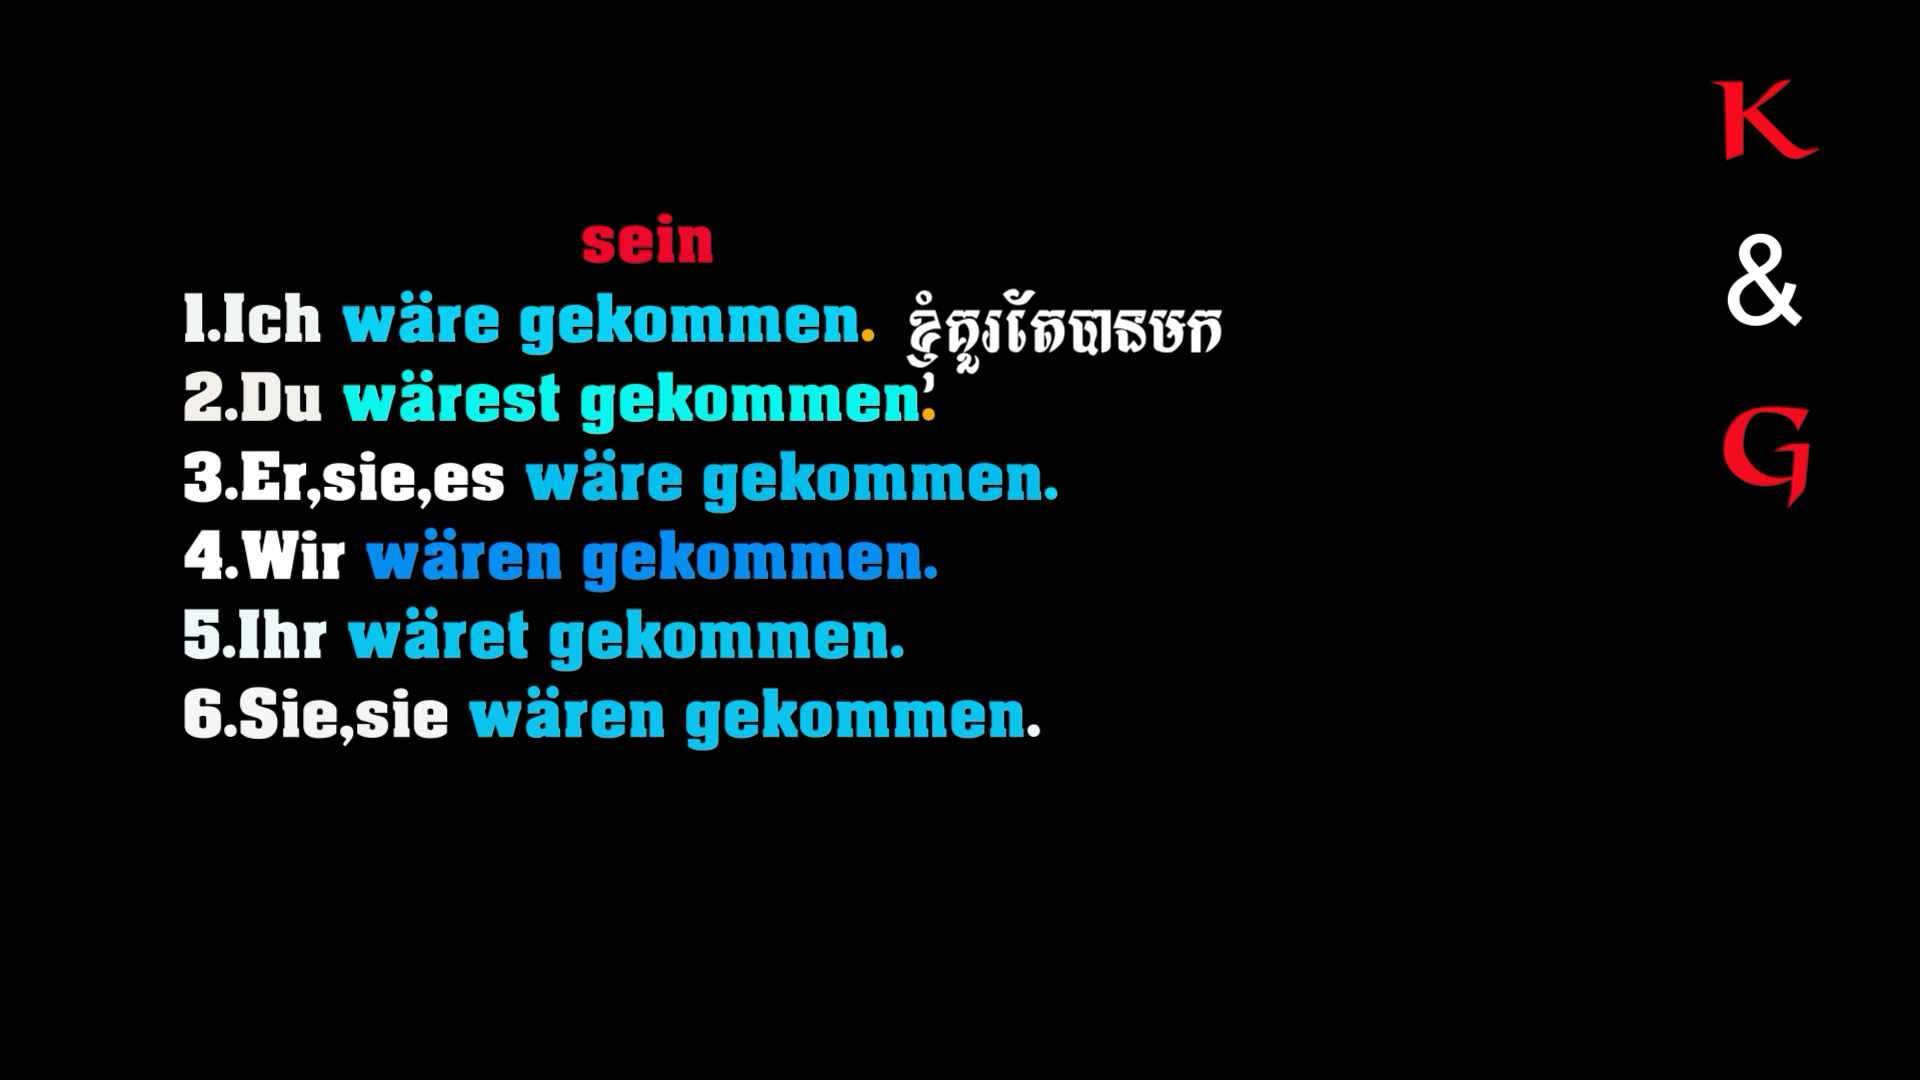 sein
1.Ich wäre gekommen. ខ្ញុំគួរតែបានមក
2.Du wärest gekommen.
3.Er,sie,es wäre gekommen.
4.Wir wären gekommen.
5.Ihr wäret gekommen.
6.Sie,sie wären gekommen.
K
&
G